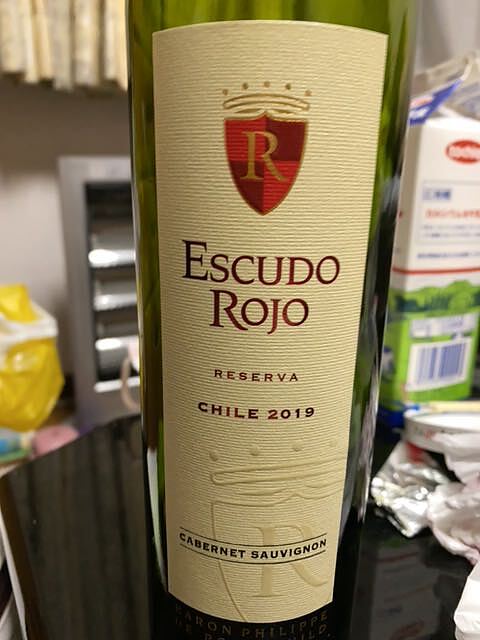 R
ESCUDO
ROJO
RESERVA
CHILE 2019
R
CABERNET SAUVIGNON
BARON PHILIPPE